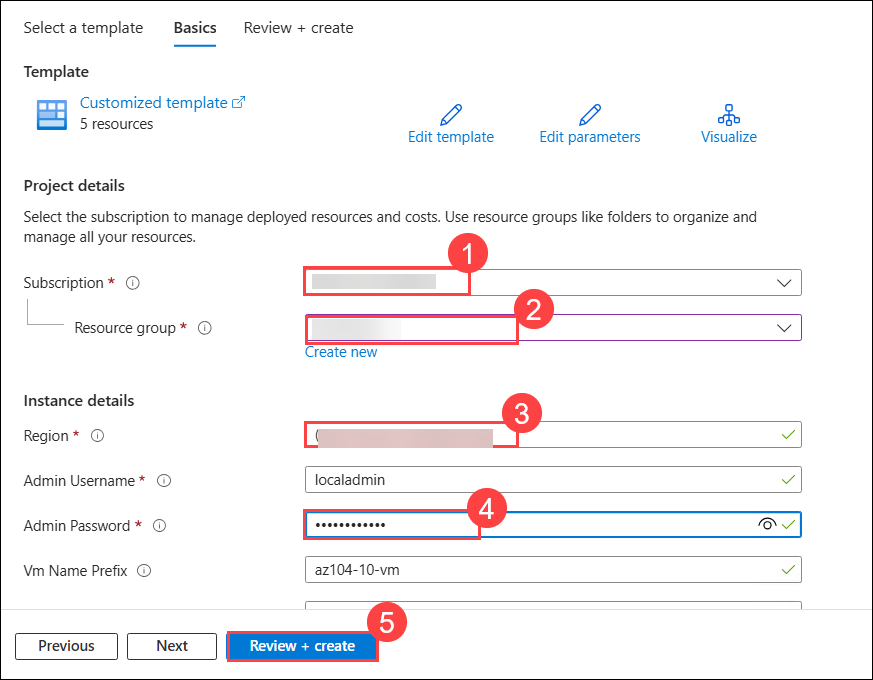 Select a template Basics Review + create
Template
Customized template
5 resources
Edit template Edit parameters Visualize
Project details
Select the subscription to manage deployed resources and costs. Use resource groups like folders to organize and
manage all your resources.
1
Subscription *
2
Resource group *
Create new
Instance details
3
Region * (
Admin Username * localadmin
4
Admin Password * ••••••••••••
Vm Name Prefix az104-10-vm
5
Previous Next Review + create